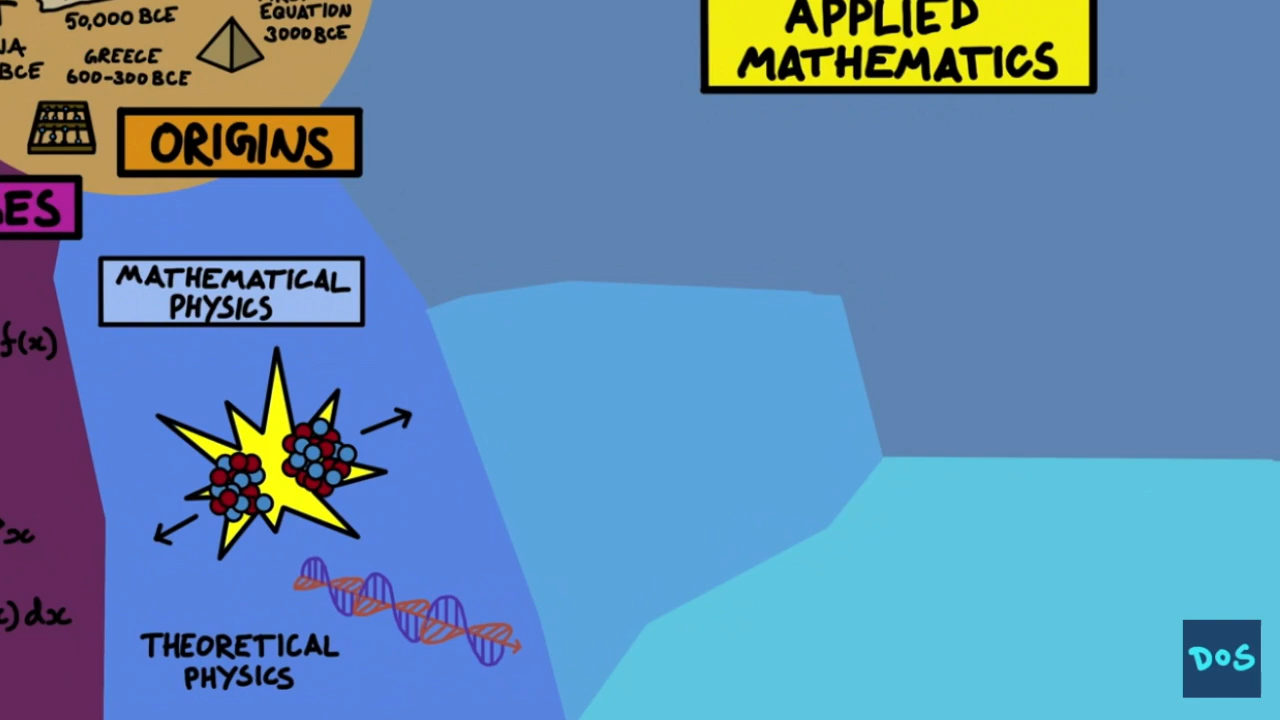 50,000 BCE
EQUATION
3000 BCE
BCE
GREECE
600-300 BCE
ORIGINS
APPLIED
MATHEMATICS
MATHEMATICAL
PHYSICS
f(x)
x
) dx
THEORETICAL
PHYSICS
DOS